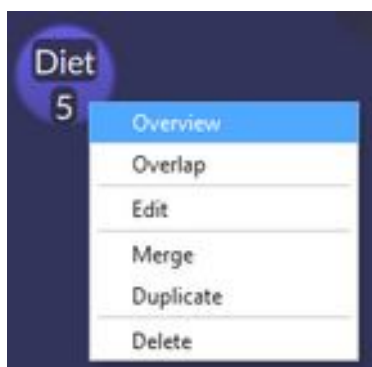 Diet
5
Overview
Overlap
Edit
Merge
Duplicate
Delete